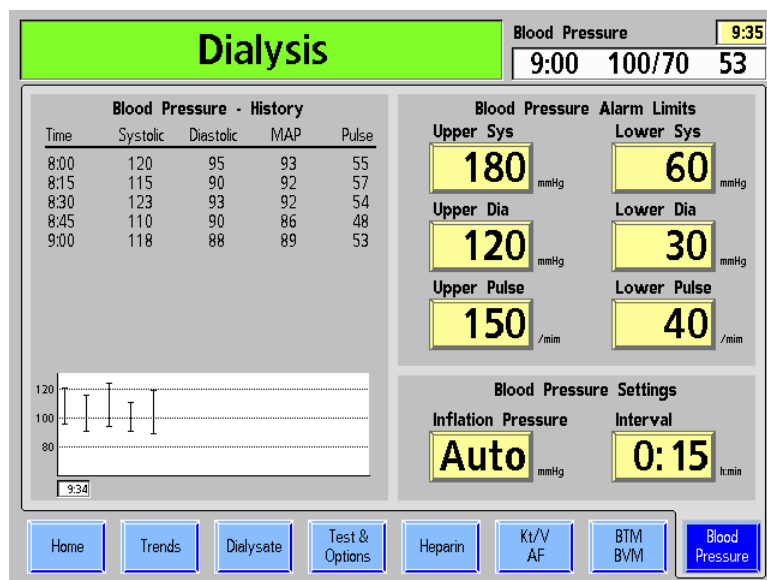 Dialysis
Blood Pressure 9:35
9:00 100/70 53
Blood Pressure - History
Time Systolic Diastolic MAP Pulse
8:00 120 95 93 55
8:15 115 90 92 57
8:30 123 93 92 54
8:45 110 90 86 48
9:00 118 88 89 53
120
100
80
9:34
Blood Pressure Alarm Limits
Upper Sys Lower Sys
180 mmHg 60 mmHg
Upper Dia Lower Dia
120 mmHg 30 mmHg
Upper Pulse Lower Pulse
150 /min 40 /min
Blood Pressure Settings
Inflation Pressure Interval
Auto mmHg 0:15 h:min
Home Trends Dialysate Test & Options Heparin Kt/V AF BTM BVM Blood Pressure